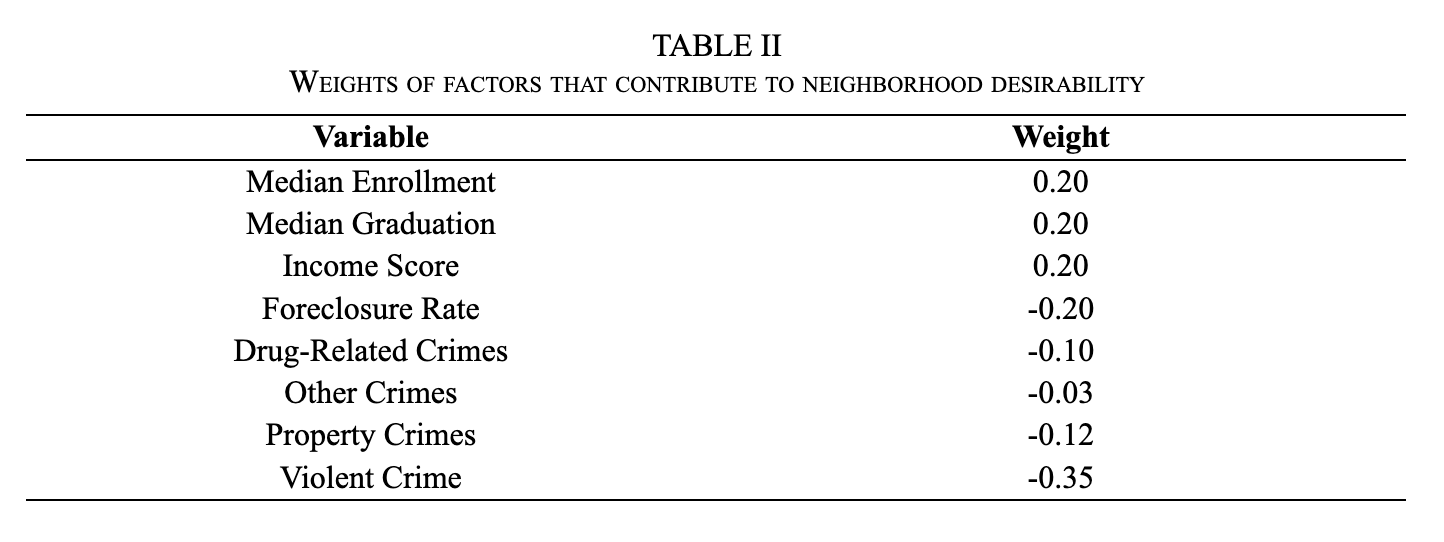 TABLE II
Weights of factors that contribute to neighborhood desirability
Variable Weight
Median Enrollment 0.20
Median Graduation 0.20
Income Score 0.20
Foreclosure Rate -0.20
Drug-Related Crimes -0.10
Other Crimes -0.03
Property Crimes -0.12
Violent Crime -0.35